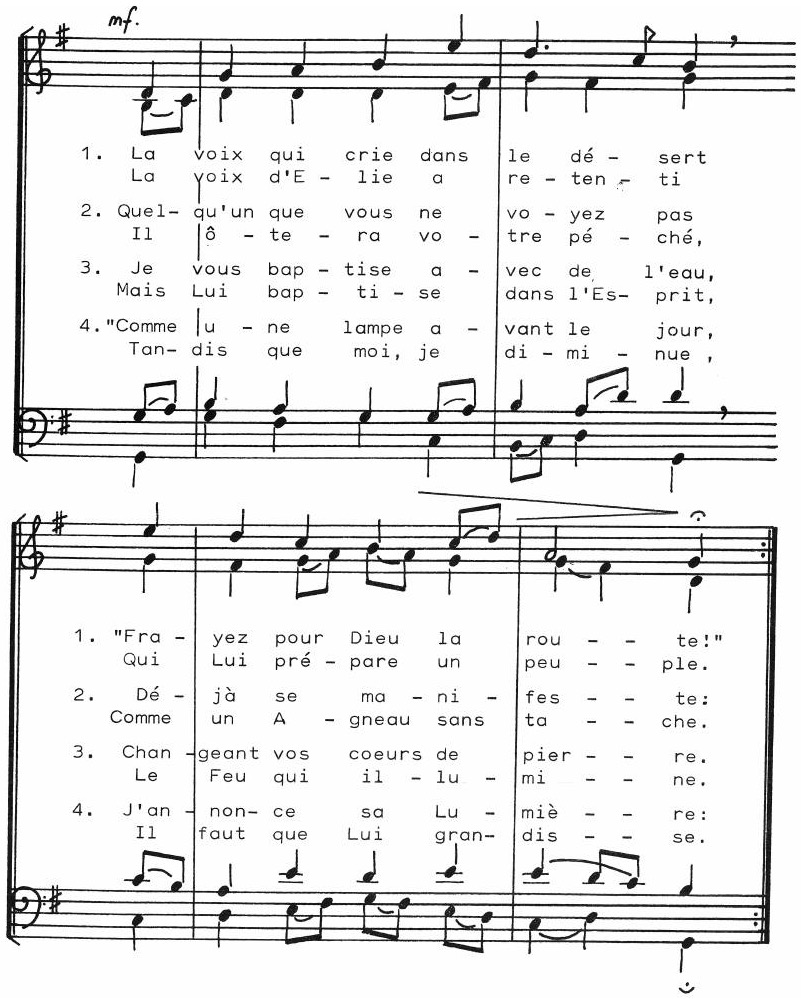 mf.
1. La voix qui crie dans le dé - sert
La voix d'E - lie a re - ten - ti
2. Quel- qu'un que vous ne vo - yez pas
Il ô - te - ra vo - tre pé - ché,
3. Je vous bap - tise a - vec de l'eau,
Mais Lui bap - ti - se dans l'Es- prit,
4. "Comme u - ne lampe a - vant le jour,
Tan- dis que moi, je di - mi - nue ,
1. "Fra - yez pour Dieu la rou - - te!"
Qui Lui pré - pare un peu - - ple.
2. Dé - jà se ma - ni - fes - - te:
Comme un A - gneau sans ta - - che.
3. Chan -geant vos coeurs de pier - - re.
Le Feu qui il - lu - mi - - ne.
4. J'an - non- ce sa Lu - miè - - re:
Il faut que Lui gran- dis - - se.